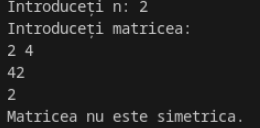 Introduceți n: 2
Introduceți matricea:
2 4
42
2
Matricea nu este simetrica.